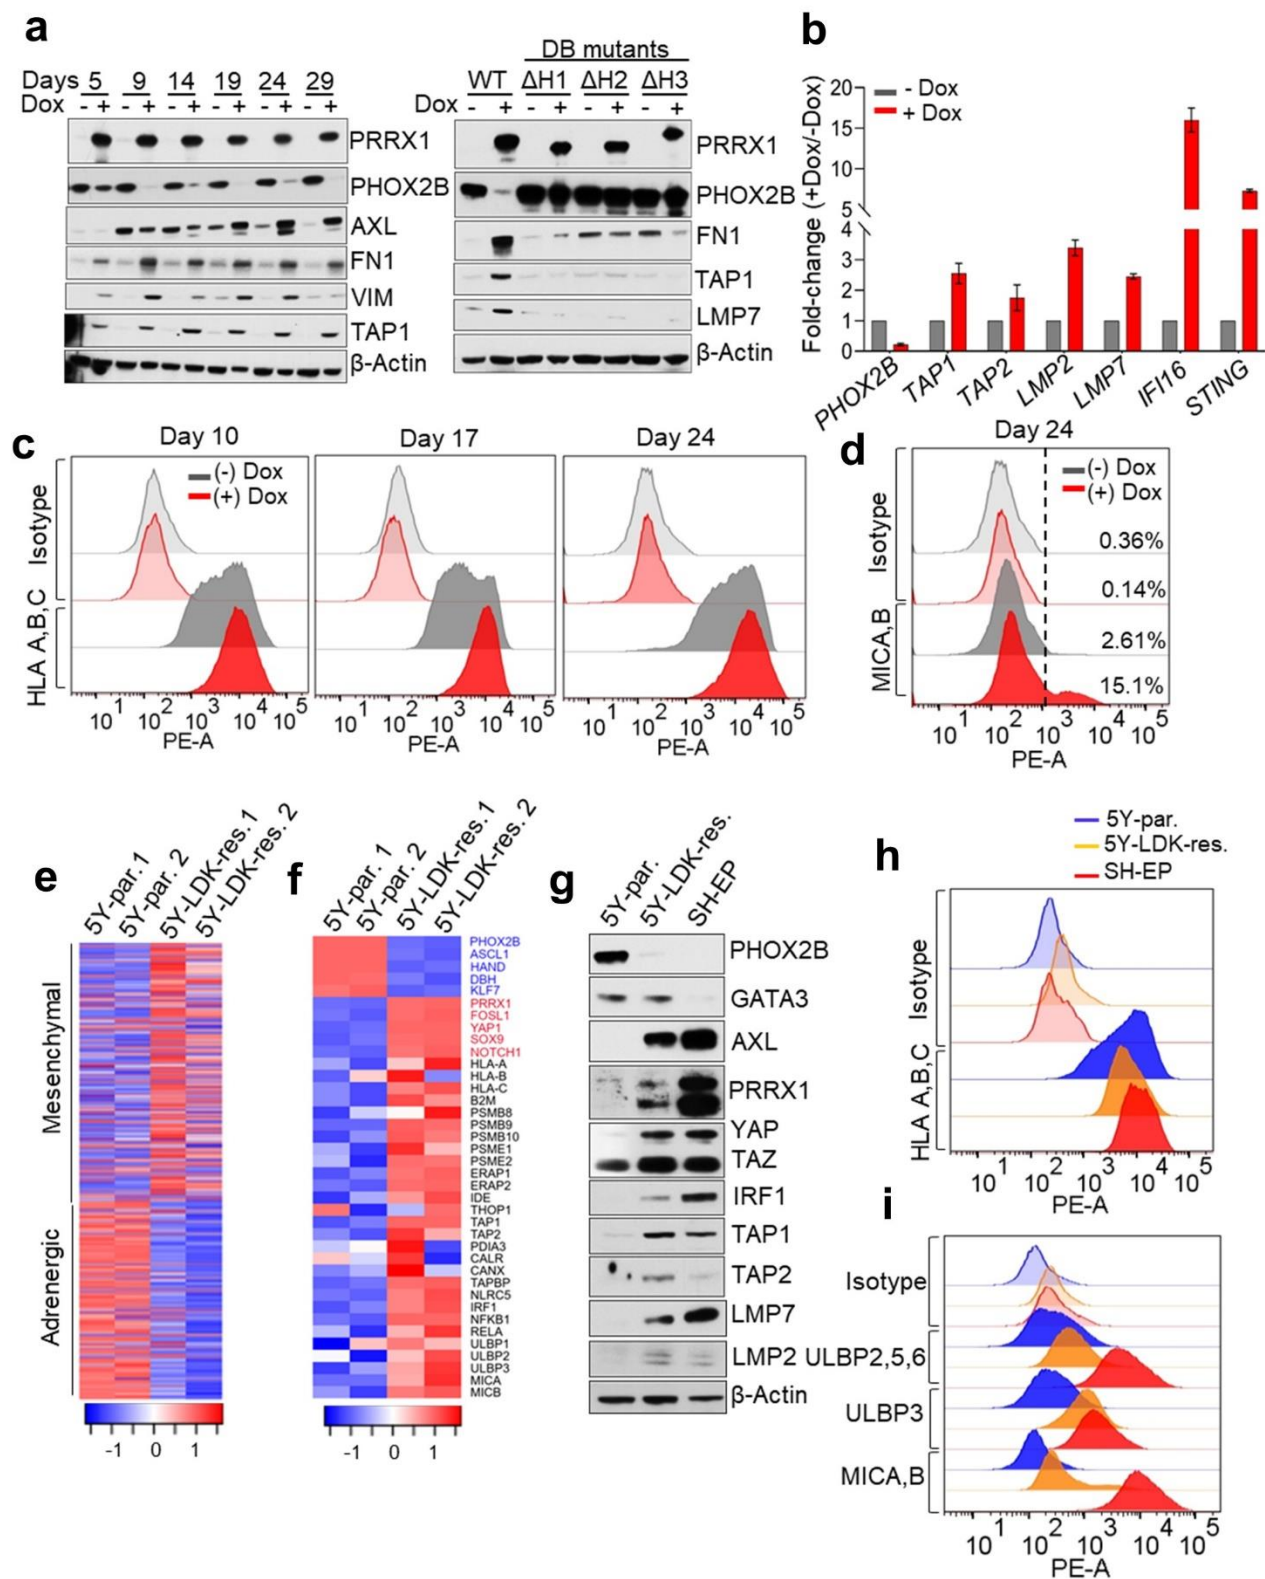 a
Days 5 9 14 19 24 29
Dox - + - + - + - + - + - +
PRRX1
PHOX2B
AXL
FN1
VIM
TAP1
β-Actin
DB mutants
WT ΔH1 ΔH2 ΔH3
Dox - + - + - + - +
PRRX1
PHOX2B
FN1
TAP1
LMP7
β-Actin
b
Fold-change (+Dox/-Dox)
- Dox
+ Dox
20
15
10
5
4
3
2
1
0
PHOX2B
TAP1
TAP2
LMP2
LMP7
IFI16
STING
c
Day 10
Day 17
Day 24
(-) Dox
(+) Dox
Isotype
HLA A,B,C
10^1 10^2 10^3 10^4 10^5
PE-A
10^1 10^2 10^3 10^4 10^5
PE-A
10^1 10^2 10^3 10^4 10^5
PE-A
d
Day 24
(-) Dox
(+) Dox
Isotype
MICA,B
0.36%
0.14%
2.61%
15.1%
10^1 10^2 10^3 10^4 10^5
PE-A
e
5Y-par. 1
5Y-par. 2
5Y-LDK-res. 1
5Y-LDK-res. 2
Mesenchymal
Adrenergic
-1 0 1
f
5Y-par. 1
5Y-par. 2
5Y-LDK-res. 1
5Y-LDK-res. 2
PHOX2B
ASCL1
HAND
DBH
KLF7
PRRX1
FOSL1
YAP1
SOX9
NOTCH1
HLA-A
HLA-B
HLA-C
B2M
PSMB8
PSMB9
PSMB10
PSME1
PSME2
ERAP1
ERAP2
IDE
THOP1
TAP1
TAP2
PDIA3
CALR
CANX
TAPBP
NLRC5
IRF1
NFKB1
RELA
ULBP1
ULBP2
ULBP3
MICA
MICB
-1 0 1
g
5Y-par.
5Y-LDK-res.
SH-EP
PHOX2B
GATA3
AXL
PRRX1
YAP
TAZ
IRF1
TAP1
TAP2
LMP7
LMP2
β-Actin
h
5Y-par.
5Y-LDK-res.
SH-EP
Isotype
HLA A,B,C
10^1 10^2 10^3 10^4 10^5
PE-A
i
Isotype
ULBP2,5,6
ULBP3
MICA,B
10^1 10^2 10^3 10^4 10^5
PE-A